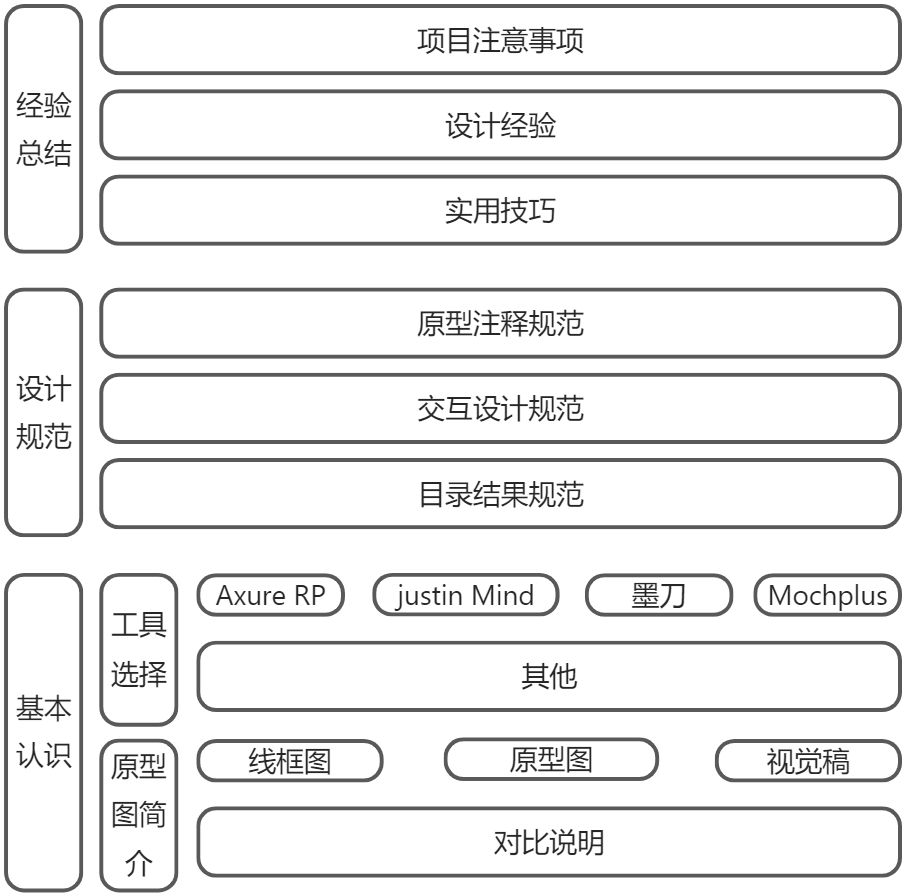 经验
总结
项目注意事项
设计经验
实用技巧
设计
规范
原型注释规范
交互设计规范
目录结果规范
基本
认识
工具
选择
Axure RP
justin Mind
墨刀
Mochplus
其他
原型
图简
介
线框图
原型图
视觉稿
对比说明